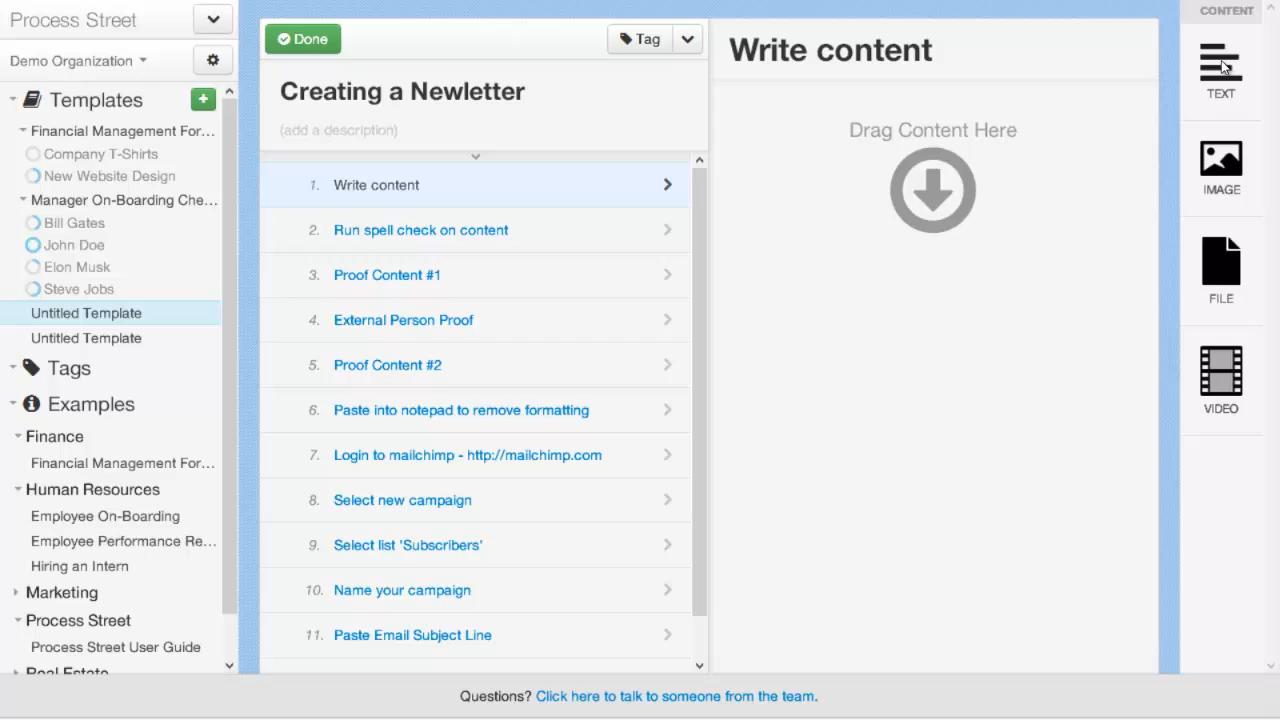 Process Street
Demo Organization
Templates
Financial Management For...
Company T-Shirts
New Website Design
Manager On-Boarding Che...
Bill Gates
John Doe
Elon Musk
Steve Jobs
Untitled Template
Untitled Template
Tags
Examples
Finance
Financial Management For...
Human Resources
Employee On-Boarding
Employee Performance Re...
Hiring an Intern
Marketing
Process Street
Process Street User Guide
Real Estate
Done
Tag
Creating a Newletter
(add a description)
1. Write content
2. Run spell check on content
3. Proof Content #1
4. External Person Proof
5. Proof Content #2
6. Paste into notepad to remove formatting
7. Login to mailchimp - http://mailchimp.com
8. Select new campaign
9. Select list 'Subscribers'
10. Name your campaign
11. Paste Email Subject Line
Write content
Drag Content Here
CONTENT
TEXT
IMAGE
FILE
VIDEO
Questions? Click here to talk to someone from the team.